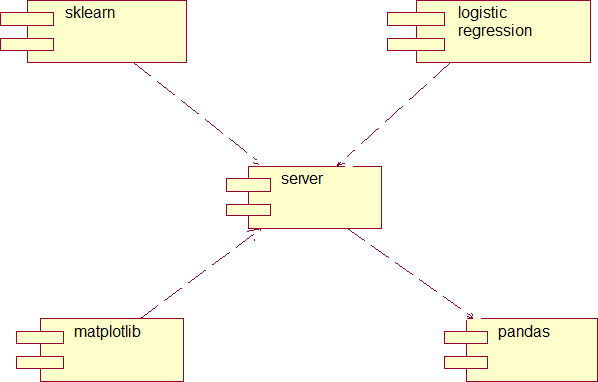 sklearn
logistic
regression
server
matplotlib
pandas